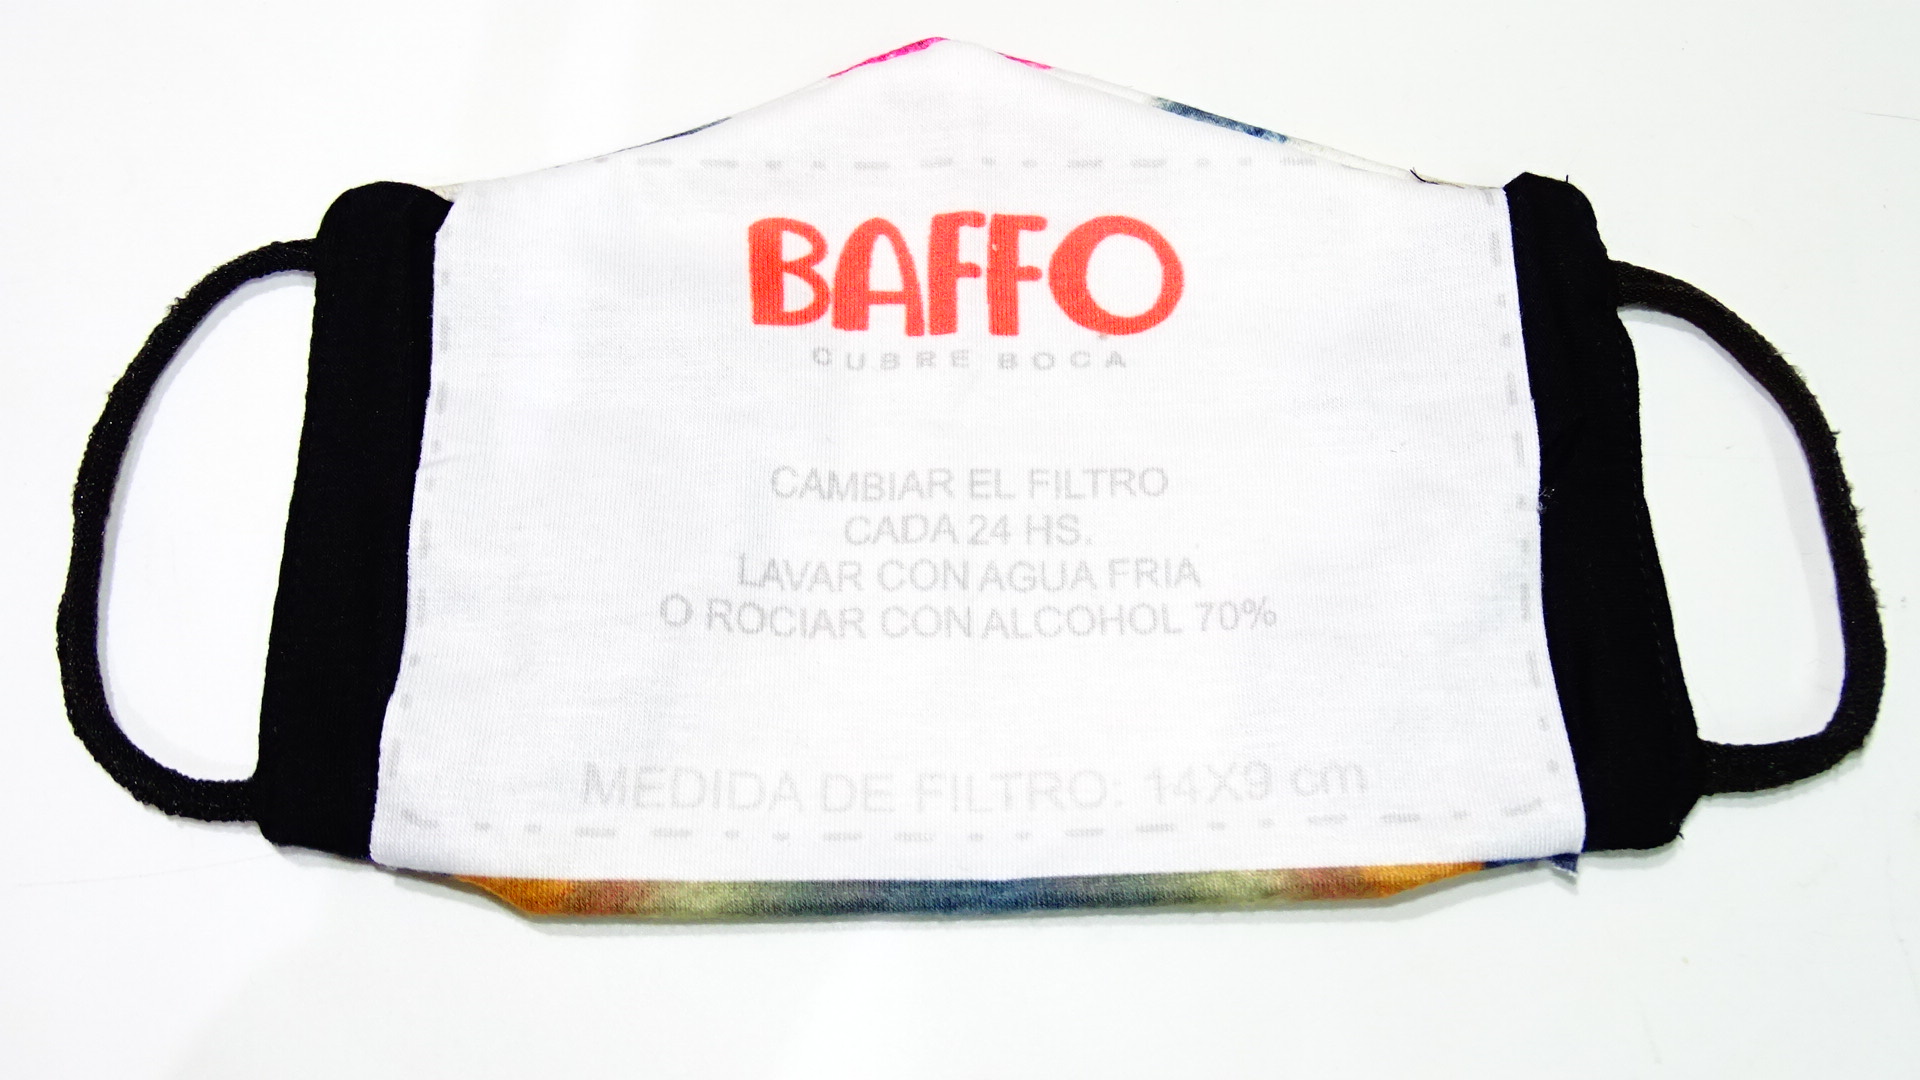 BAFFO
CUBRE BOCA
CAMBIAR EL FILTRO
CADA 24 HS.
LAVAR CON AGUA FRIA
O ROCIAR CON ALCOHOL 70%
MEDIDA DE FILTRO: 14X9 cm